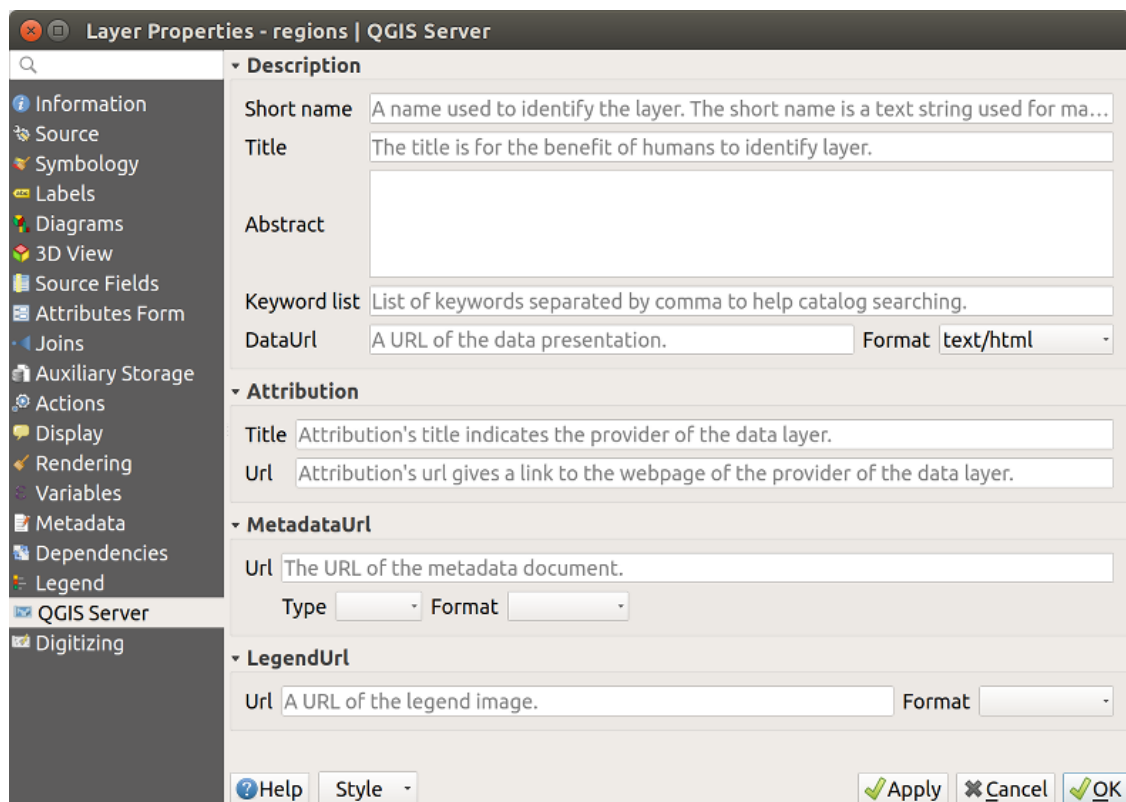 Layer Properties - regions | QGIS Server
Information
Source
Symbology
Labels
Diagrams
3D View
Source Fields
Attributes Form
Joins
Auxiliary Storage
Actions
Display
Rendering
Variables
Metadata
Dependencies
Legend
QGIS Server
Digitizing
Description
Short name A name used to identify the layer. The short name is a text string used for ma...
Title The title is for the benefit of humans to identify layer.
Abstract
Keyword list List of keywords separated by comma to help catalog searching.
DataUrl A URL of the data presentation. Format text/html
Attribution
Title Attribution's title indicates the provider of the data layer.
Url Attribution's url gives a link to the webpage of the provider of the data layer.
MetadataUrl
Url The URL of the metadata document.
Type Format
LegendUrl
Url A URL of the legend image. Format
Help Style Apply Cancel OK